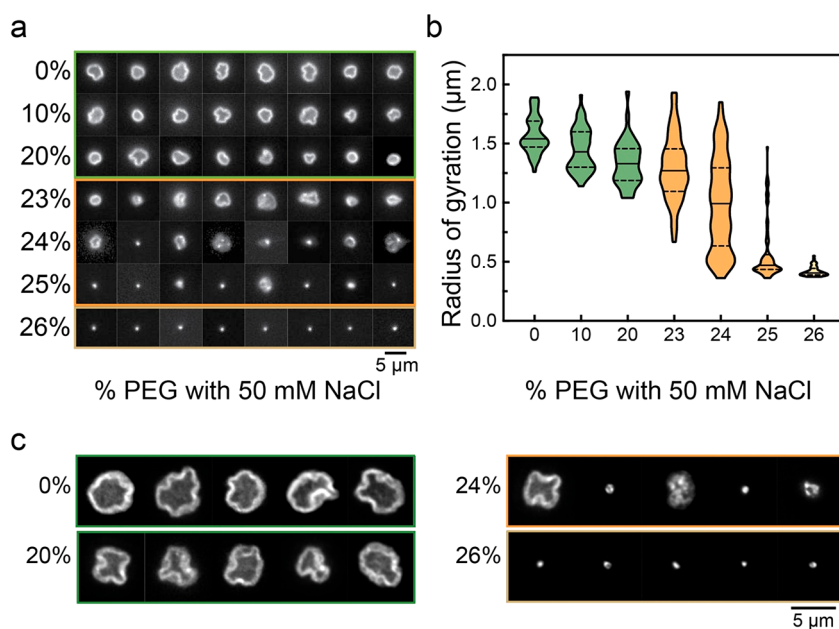 a
0%
10%
20%
23%
24%
25%
26%
5 µm
% PEG with 50 mM NaCl
b
Radius of gyration (µm)
2.0
1.5
1.0
0.5
0.0
0 10 20 23 24 25 26
% PEG with 50 mM NaCl
c
0%
20%
24%
26%
5 µm